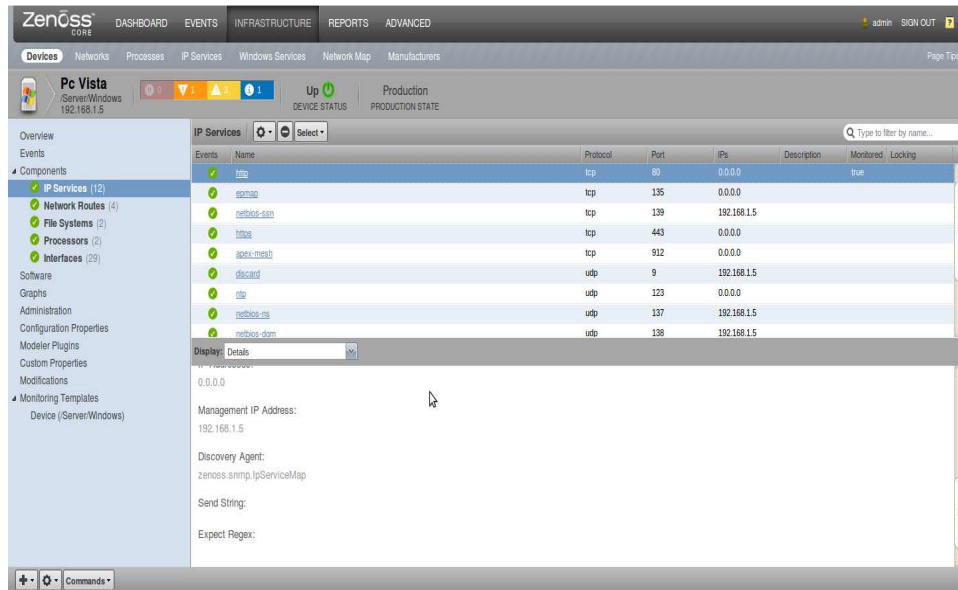 Zenōss CORE DASHBOARD EVENTS INFRASTRUCTURE REPORTS ADVANCED admin SIGN OUT ?
Devices Networks Processes IP Services Windows Services Network Map Manufacturers Page Tips
Pc Vista
/Server/Windows
192.168.1.5
0 1 3 1
Up
DEVICE STATUS
Production
PRODUCTION STATE
Overview
Events
Components
IP Services (12)
Network Routes (4)
File Systems (2)
Processors (2)
Interfaces (29)
Software
Graphs
Administration
Configuration Properties
Modeler Plugins
Custom Properties
Modifications
Monitoring Templates
Device (/Server/Windows)
IP Services Select Type to filter by name...
Events Name Protocol Port IPs Description Monitored Locking
http tcp 80 0.0.0.0 true
epmap tcp 135 0.0.0.0
netbios-ssn tcp 139 192.168.1.5
https tcp 443 0.0.0.0
apex-mesh tcp 912 0.0.0.0
discard udp 9 192.168.1.5
ntp udp 123 0.0.0.0
netbios-ns udp 137 192.168.1.5
netbios-dgm udp 138 192.168.1.5
Display: Details
0.0.0.0
Management IP Address:
192.168.1.5
Discovery Agent:
zenoss.snmp.IpServiceMap
Send String:
Expect Regex:
Commands